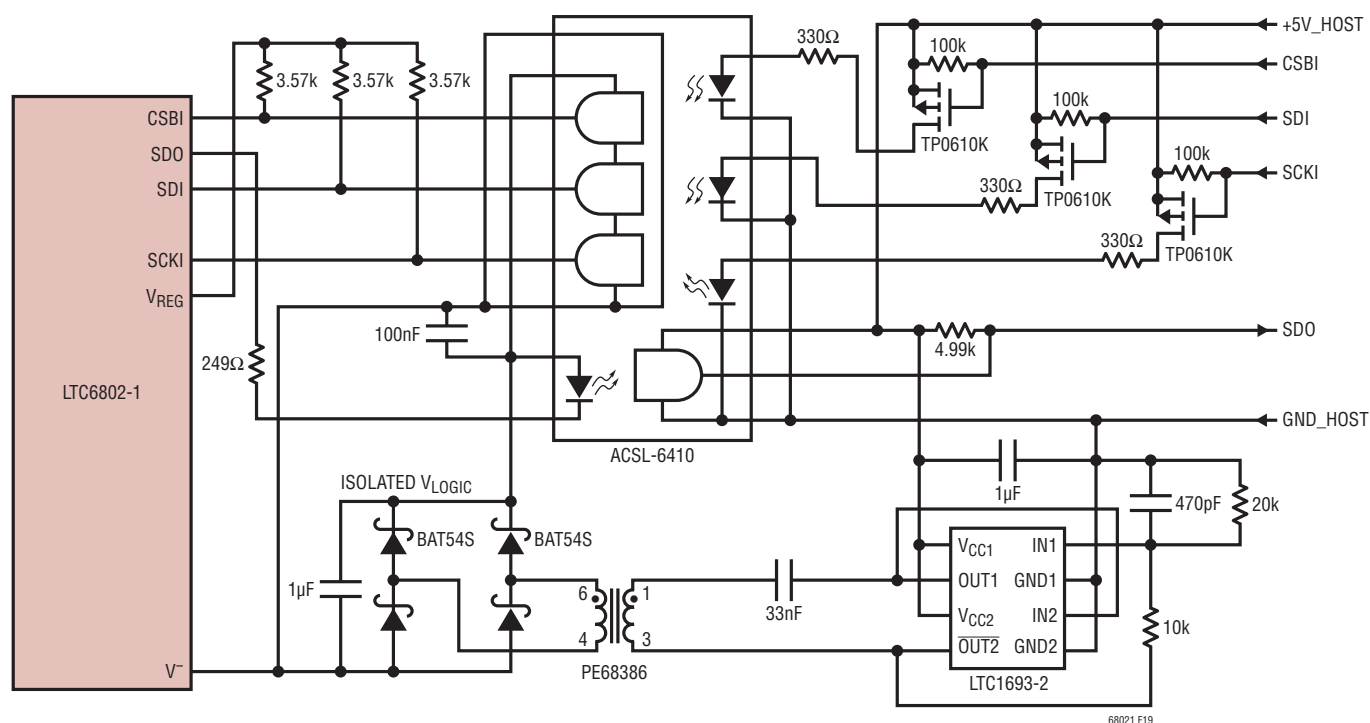 +5V_HOST
330Ω
100k
CSBI
3.57k
3.57k
3.57k
TP0610K
100k
SDI
CSBI
SDO
SDI
SCKI
VREG
330Ω
TP0610K
100k
SCKI
330Ω
TP0610K
100nF
249Ω
LTC6802-1
4.99k
SDO
GND_HOST
ACSL-6410
ISOLATED VLOGIC
BAT54S
BAT54S
1µF
1µF
470pF
20k
VCC1
IN1
OUT1
GND1
VCC2
IN2
OUT2
GND2
33nF
10k
6
1
4
3
V–
PE68386
LTC1693-2
68021 F19